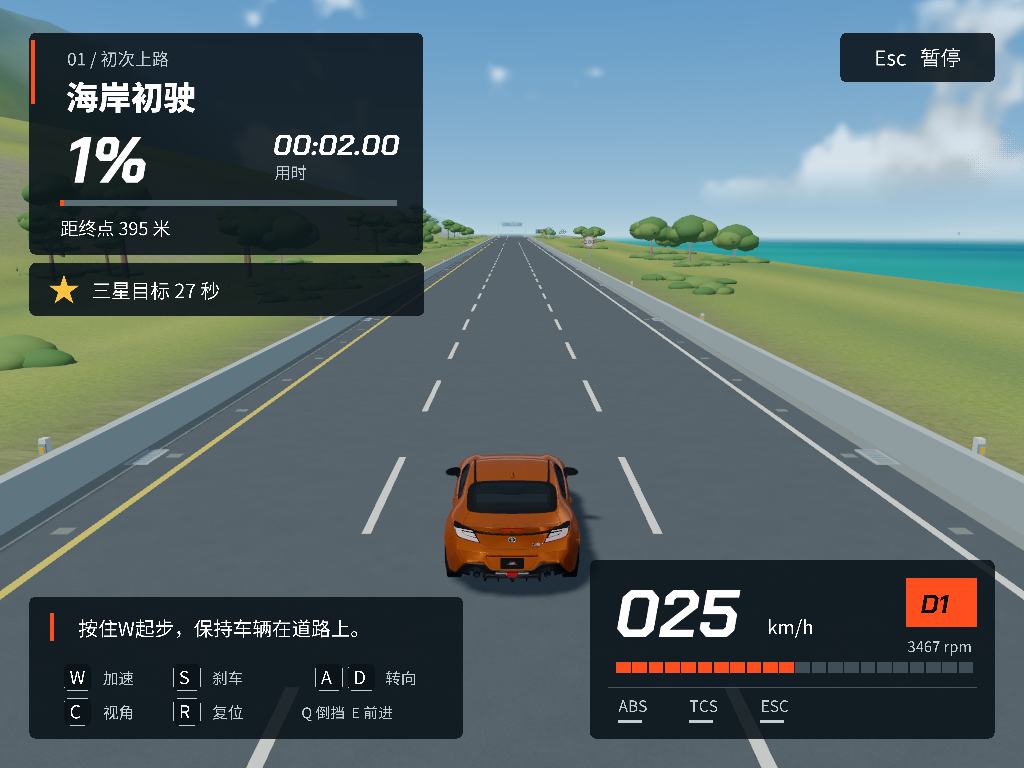 01 / 初次上路
海岸初驶
1%
00:02.00
用时
距终点 395 米
三星目标 27 秒
Esc 暂停
按住W起步，保持车辆在道路上。
W 加速 S 刹车 A D 转向
C 视角 R 复位 Q 倒挡 E 前进
025 km/h
D1
3467 rpm
ABS TCS ESC